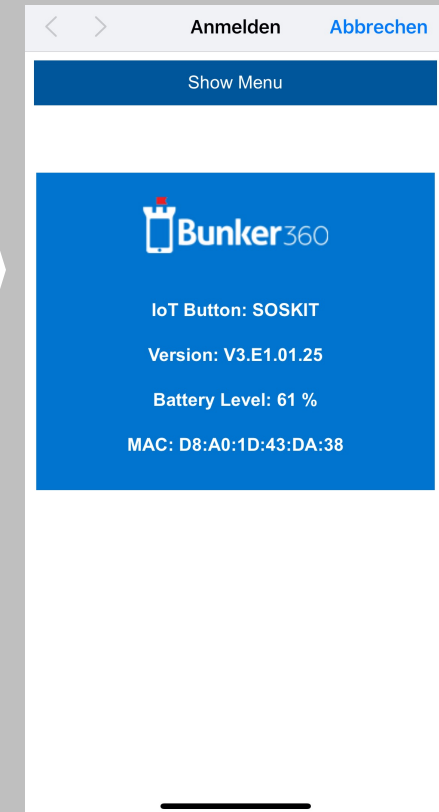 Anmelden Abbrechen
Show Menu
Bunker360
IoT Button: SOSKIT
Version: V3.E1.01.25
Battery Level: 61 %
MAC: D8:A0:1D:43:DA:38